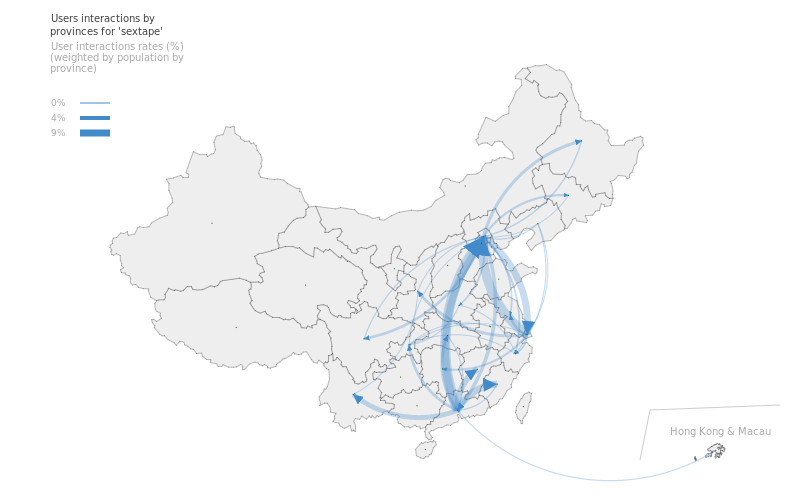 Users interactions by
provinces for 'sextape'
User interactions rates (%)
(weighted by population by
province)
0%
4%
9%
Hong Kong & Macau